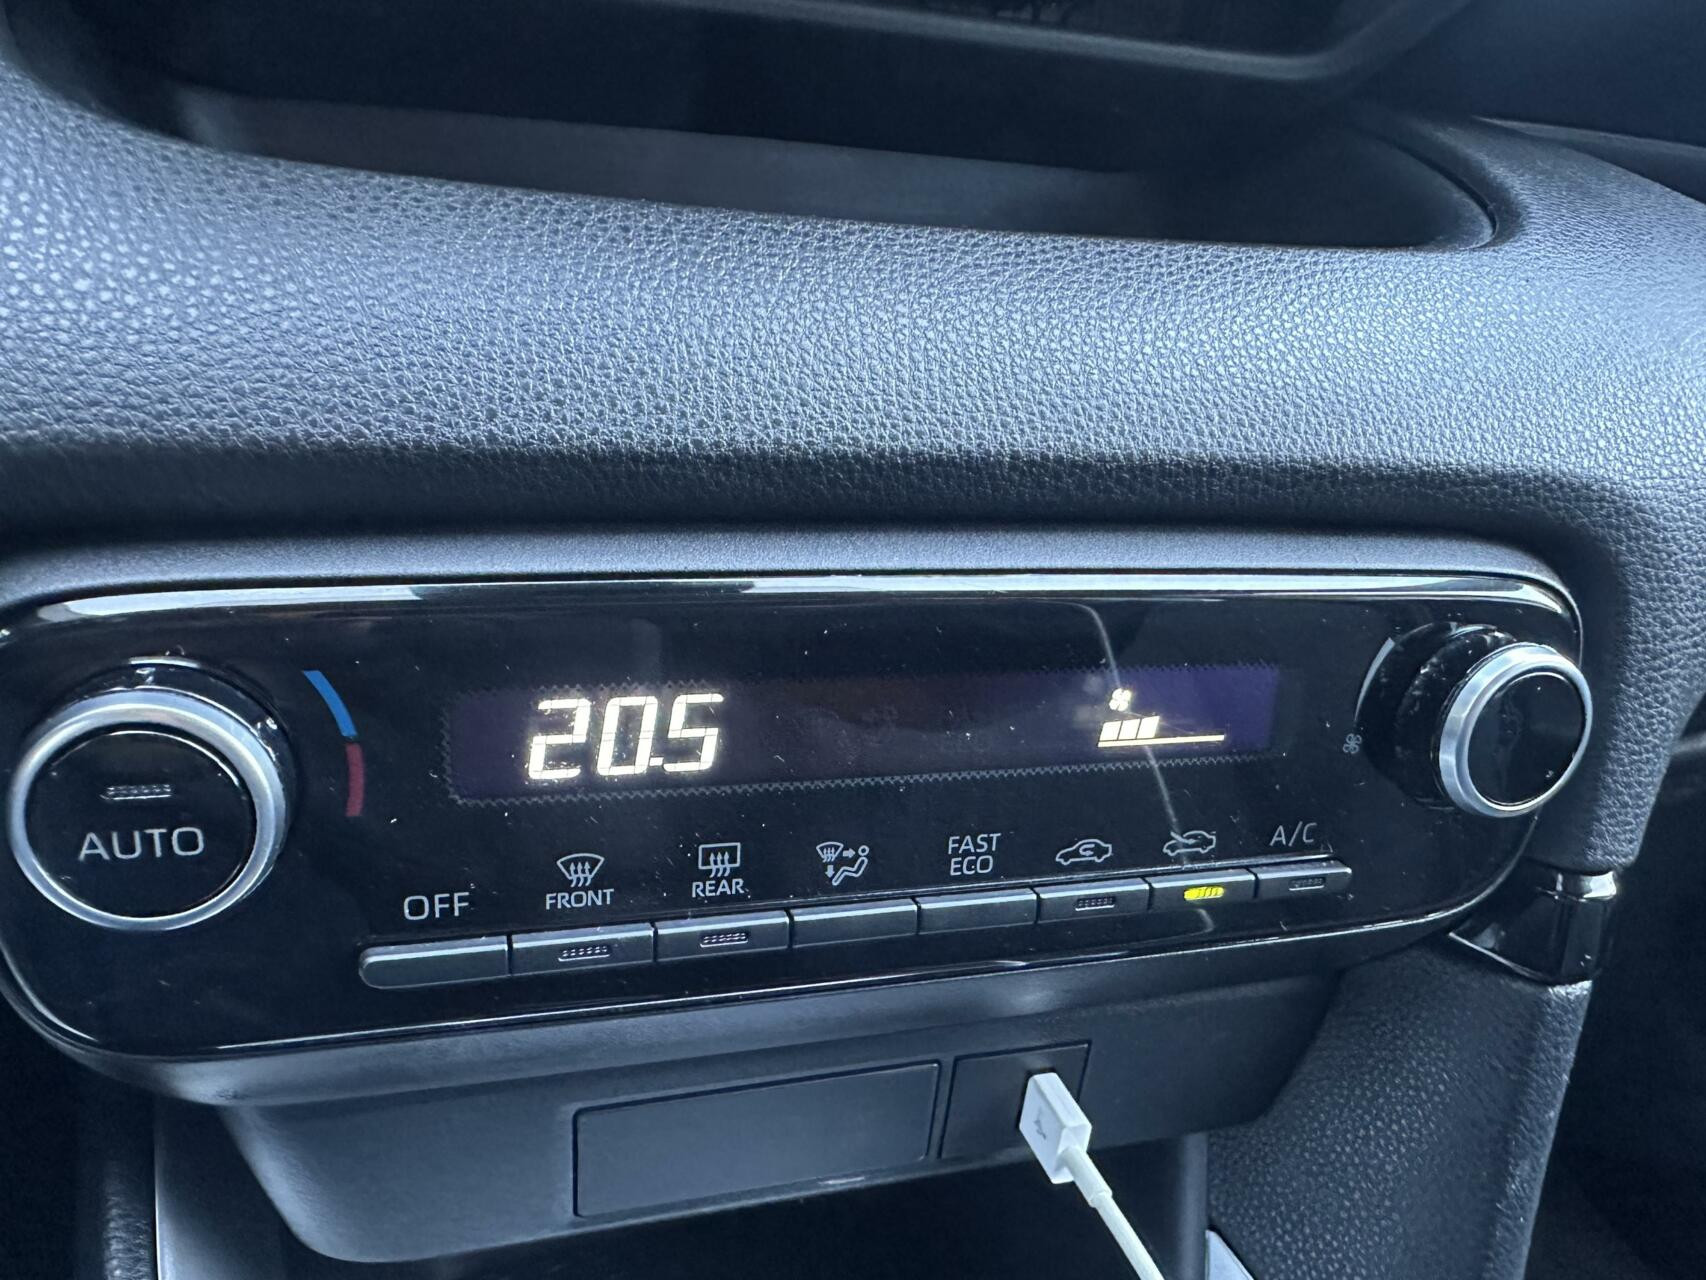 20.5
AUTO
OFF
FRONT
REAR
FAST
ECO
A/C